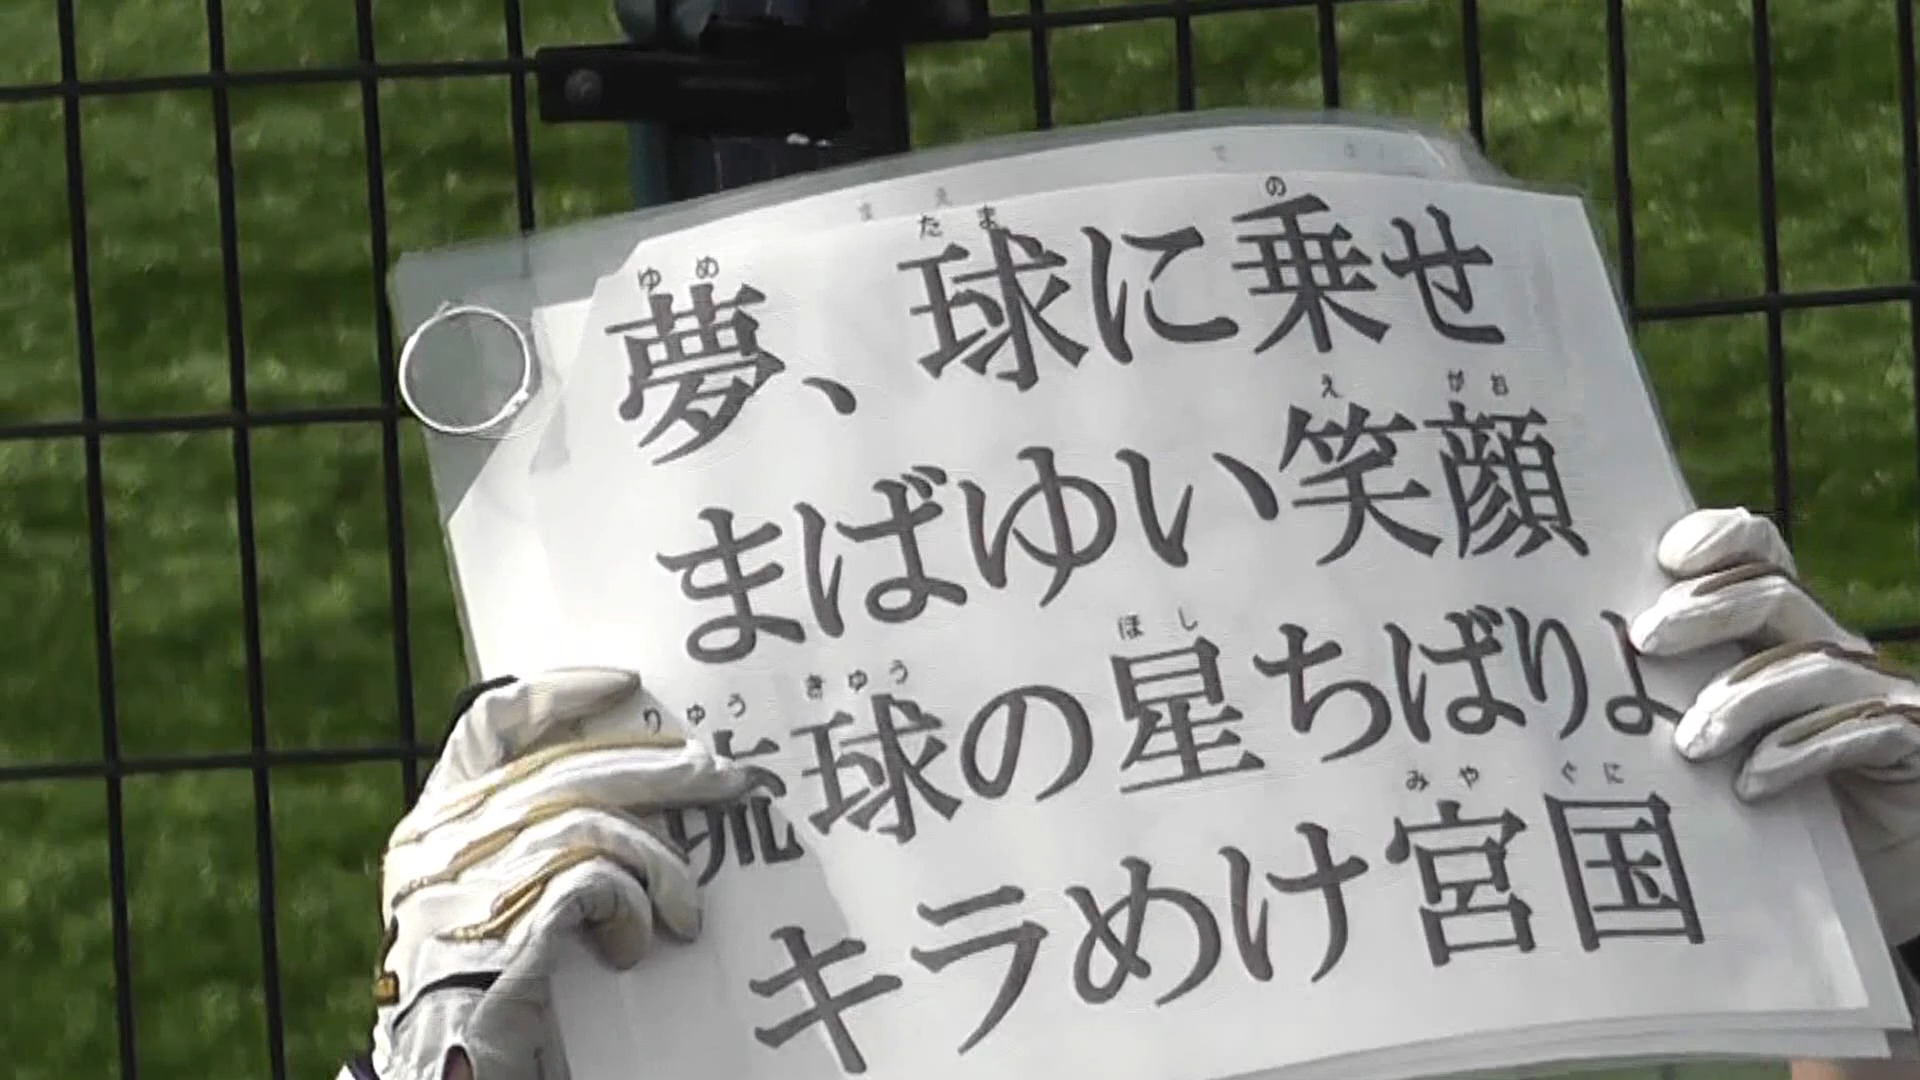 夢、球に乗せ
まばゆい笑顔
琉球の星ちばりよ
キラめけ宮国